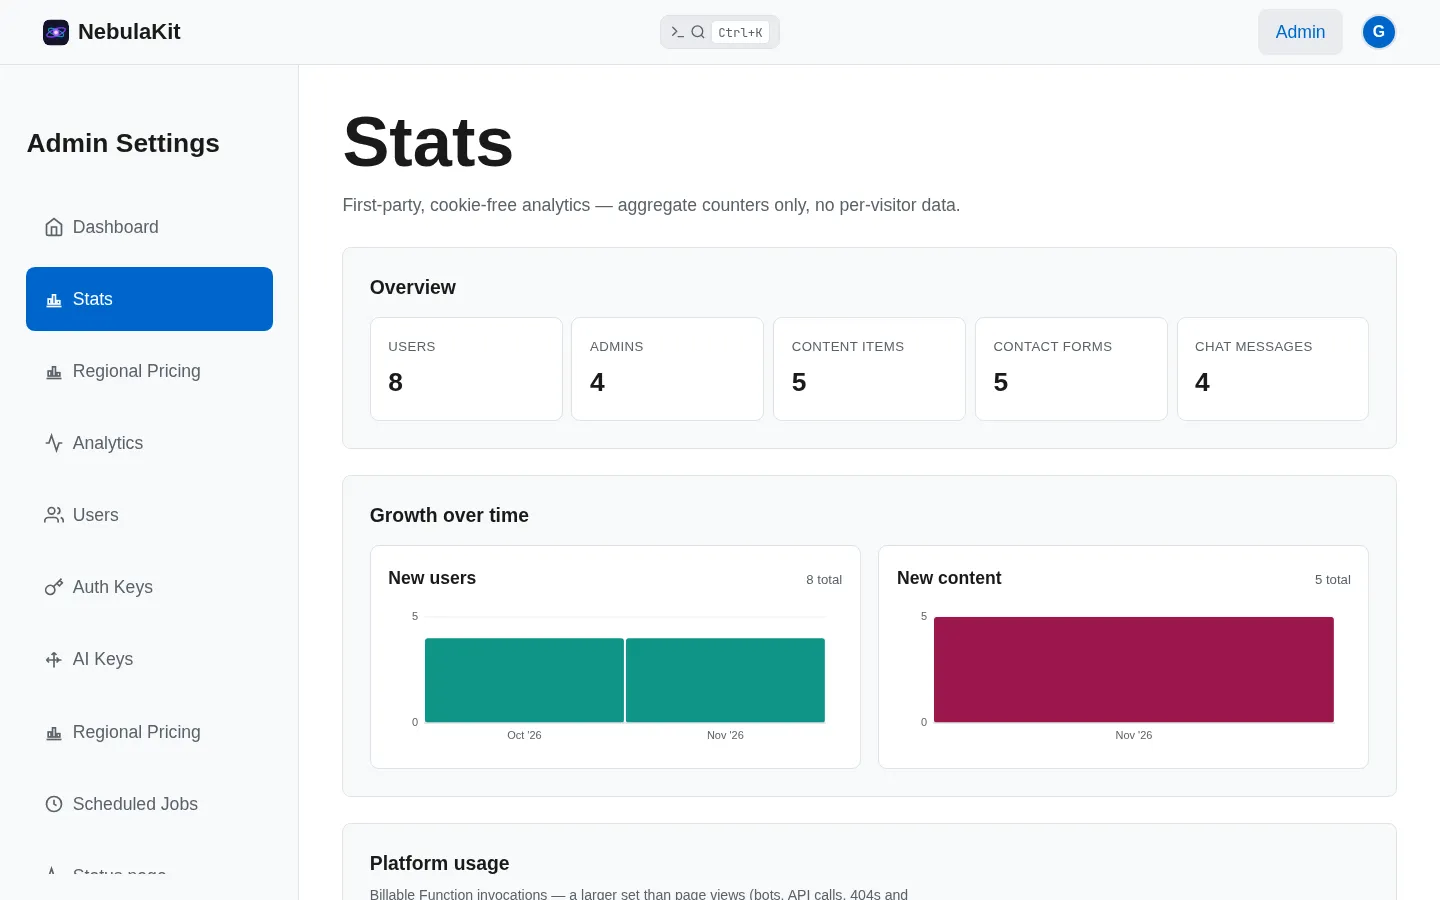 NebulaKit
Ctrl+K
Admin
G
Admin Settings
Dashboard
Stats
Regional Pricing
Analytics
Users
Auth Keys
AI Keys
Regional Pricing
Scheduled Jobs
Status page
Stats
First-party, cookie-free analytics — aggregate counters only, no per-visitor data.
Overview
USERS
8
ADMINS
4
CONTENT ITEMS
5
CONTACT FORMS
5
CHAT MESSAGES
4
Growth over time
New users
8 total
5
0
Oct '26
Nov '26
New content
5 total
5
0
Nov '26
Platform usage
Billable Function invocations — a larger set than page views (bots, API calls, 404s and